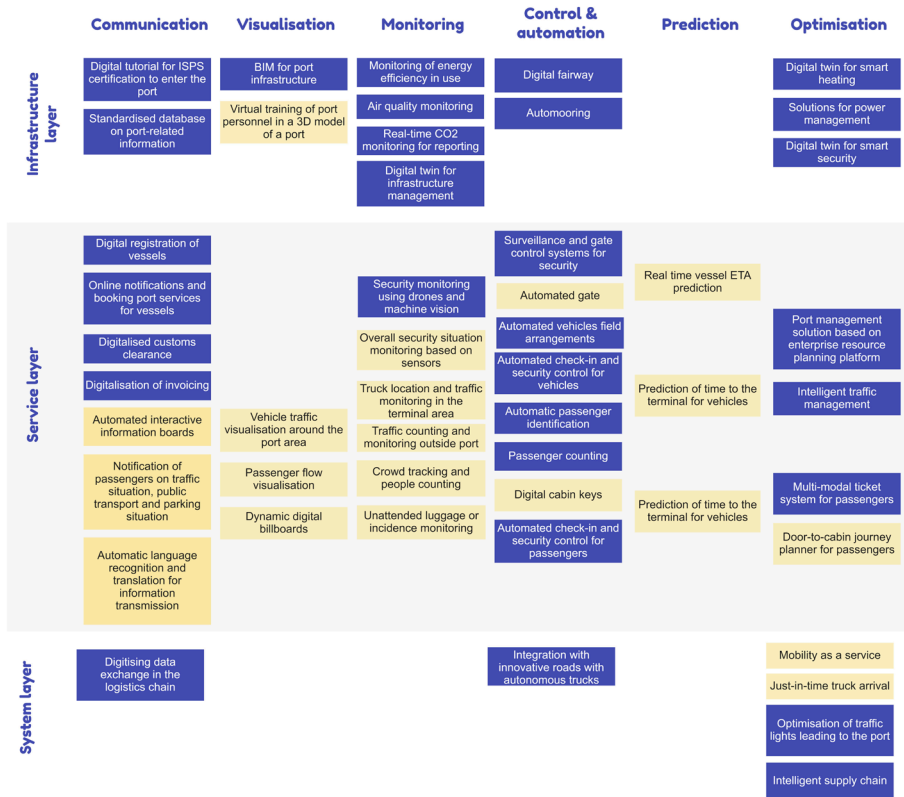 Communication
Visualisation
Monitoring
Control &
automation
Prediction
Optimisation
Infrastructure
layer
Digital tutorial for ISPS
certification to enter the
port
Standardised database
on port-related
information
BIM for port
infrastructure
Virtual training of port
personnel in a 3D model
of a port
Monitoring of energy
efficiency in use
Air quality monitoring
Real-time CO2
monitoring for reporting
Digital twin for
infrastructure
management
Digital fairway
Automooring
Digital twin for smart
heating
Solutions for power
management
Digital twin for smart
security
Service layer
Digital registration of
vessels
Online notifications and
booking port services
for vessels
Digitalised customs
clearance
Digitalisation of invoicing
Automated interactive
information boards
Notification of
passengers on traffic
situation, public
transport and parking
situation
Automatic language
recognition and
translation for
information
transmission
Vehicle traffic
visualisation around the
port area
Passenger flow
visualisation
Dynamic digital
billboards
Security monitoring
using drones and
machine vision
Overall security situation
monitoring based on
sensors
Truck location and traffic
monitoring in the
terminal area
Traffic counting and
monitoring outside port
Crowd tracking and
people counting
Unattended luggage or
incidence monitoring
Surveillance and gate
control systems for
security
Automated gate
Automated vehicles field
arrangements
Automated check-in and
security control for
vehicles
Automatic passenger
identification
Passenger counting
Digital cabin keys
Automated check-in and
security control for
passengers
Real time vessel ETA
prediction
Prediction of time to the
terminal for vehicles
Prediction of time to the
terminal for vehicles
Port management
solution based on
enterprise resource
planning platform
Intelligent traffic
management
Multi-modal ticket
system for passengers
Door-to-cabin journey
planner for passengers
System layer
Digitising data
exchange in the
logistics chain
Integration with
innovative roads with
autonomous trucks
Mobility as a service
Just-in-time truck arrival
Optimisation of traffic
lights leading to the port
Intelligent supply chain